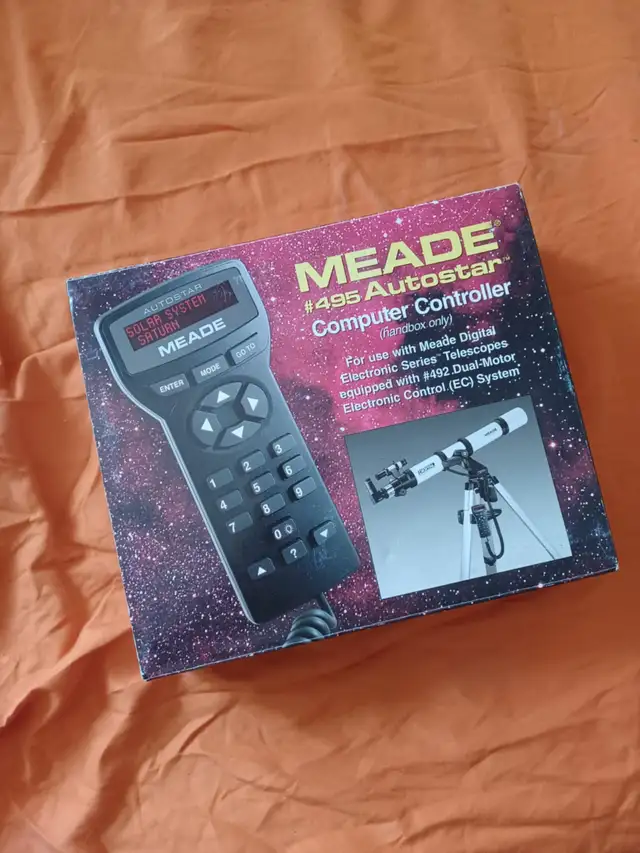 MEADE®
#495 Autostar™
Computer Controller
(handbox only)
For use with Meade Digital
Electronic Series™ Telescopes
equipped with #492 Dual-Motor
Electronic Control (EC) System
AUTOSTAR
SOLAR SYSTEM
SATURN
MEADE
ENTER MODE GO TO
1 2 3
4 5 6
7 8 9
0
?